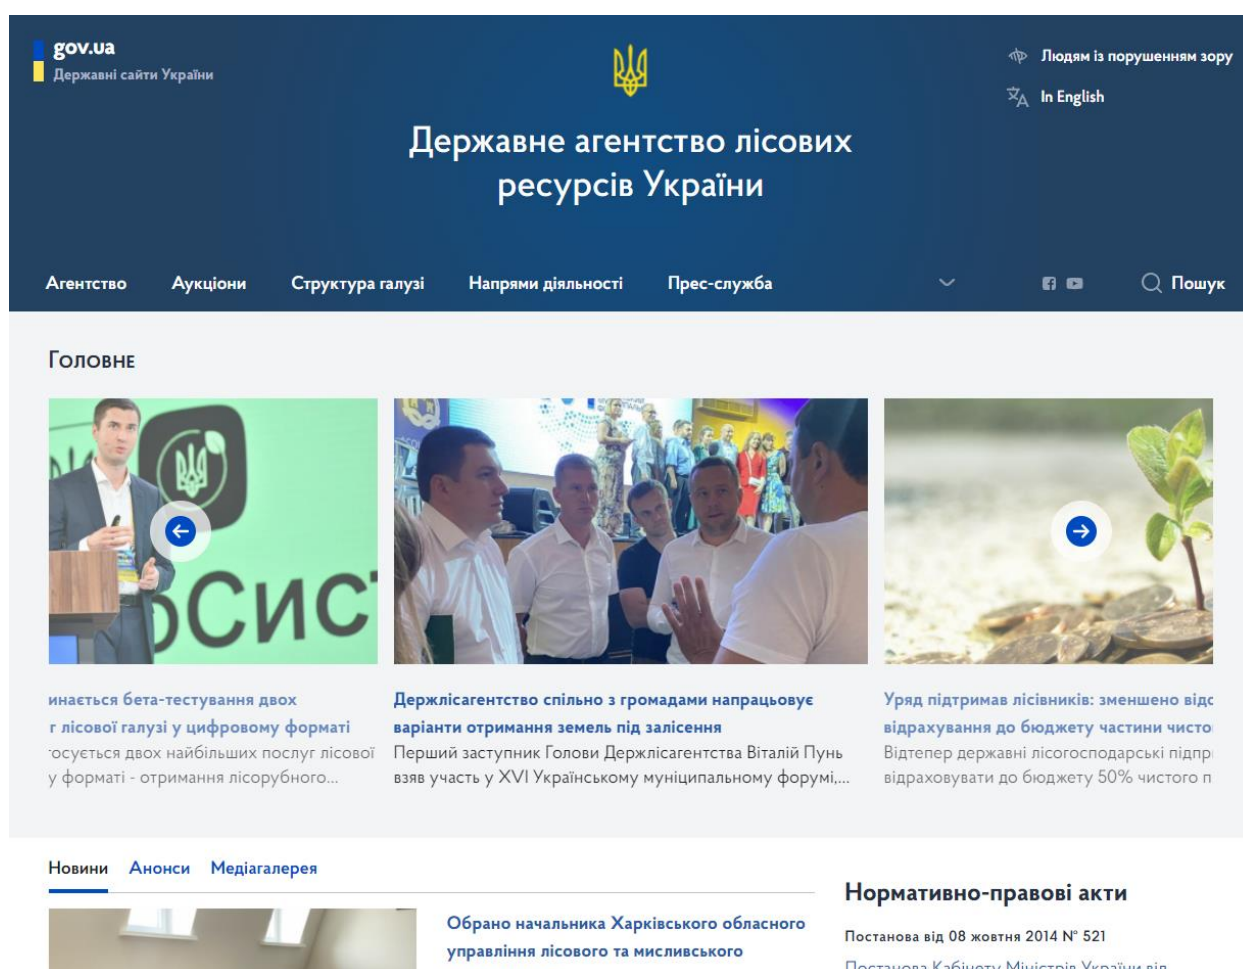 gov.ua
Державні сайти України
Людям із порушенням зору
In English
Державне агентство лісових
ресурсів України
Агентство Аукціони Структура галузі Напрями діяльності Прес-служба Пошук
Головне
оСис
инається бета-тестування двох
г лісової галузі у цифровому форматі
осується двох найбільших послуг лісової
у форматі - отримання лісорубного...
Держлісагентство спільно з громадами напрацьовує
варіанти отримання земель під залісення
Перший заступник Голови Держлісагентства Віталій Пунь
взяв участь у XVI Українському муніципальному форумі,...
Уряд підтримав лісівників: зменшено відс
відрахування до бюджету частини чисто
Відтепер державні лісогосподарські підпр
відраховувати до бюджету 50% чистого п
Новини Анонси Медіагалерея
Обрано начальника Харківського обласного
управління лісового та мисливського
Нормативно-правові акти
Постанова від 08 жовтня 2014 № 521
Постанова Кабінету Міністрів України від